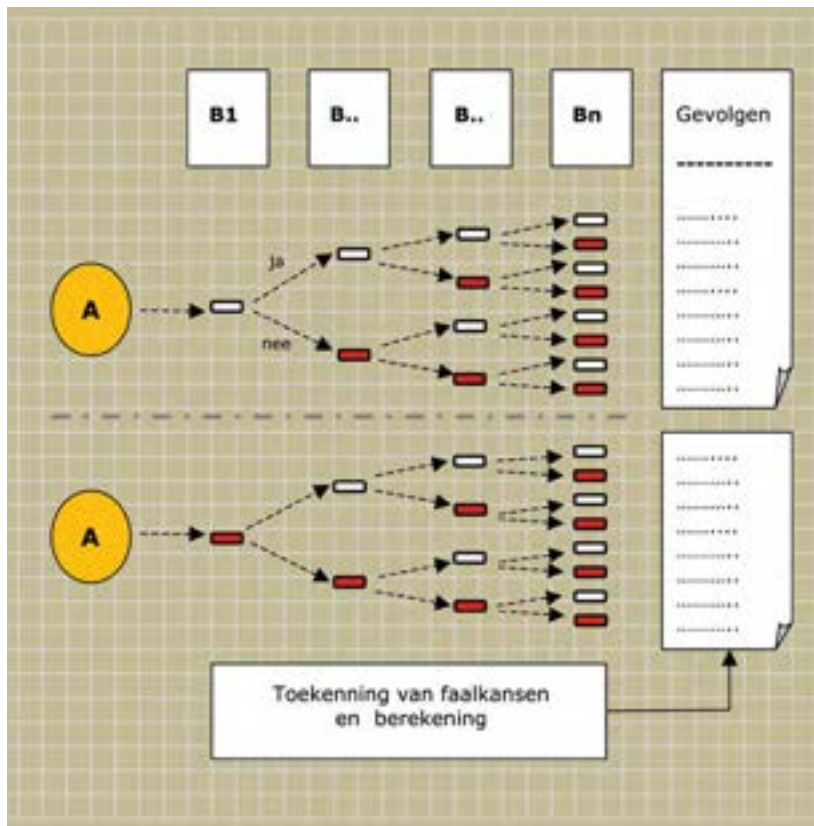 B1
B..
B..
Bn
Gevolgen
ja
A
nee
A
Toekenning van faalkansen
en berekening